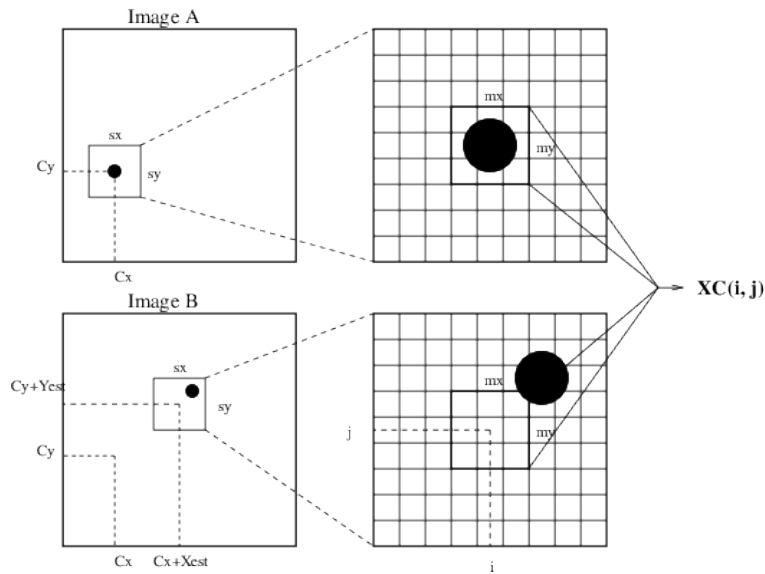 Image A
sx
Cy
sy
Cx
mx
my
XC(i, j)
Image B
sx
Cy+Yest
sy
Cy
Cx
Cx+Xest
mx
my
j
i